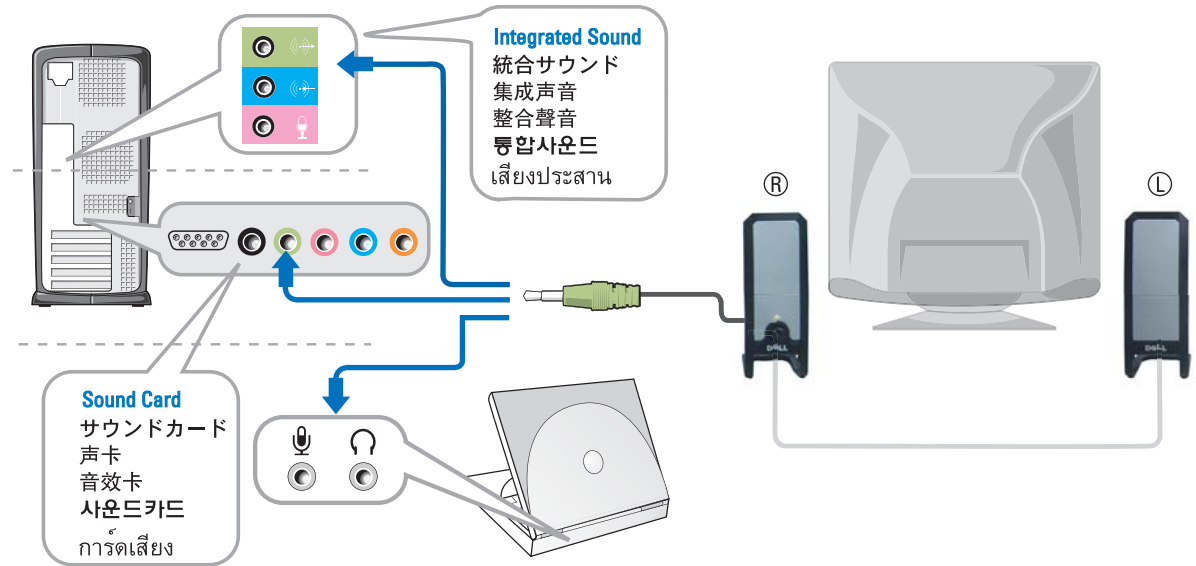 Integrated Sound
統合サウンド
集成声音
整合聲音
통합사운드
เสียงประสาน
R
L
DELL
DELL
Sound Card
サウンドカード
声卡
音效卡
사운드카드
การ์ดเสียง